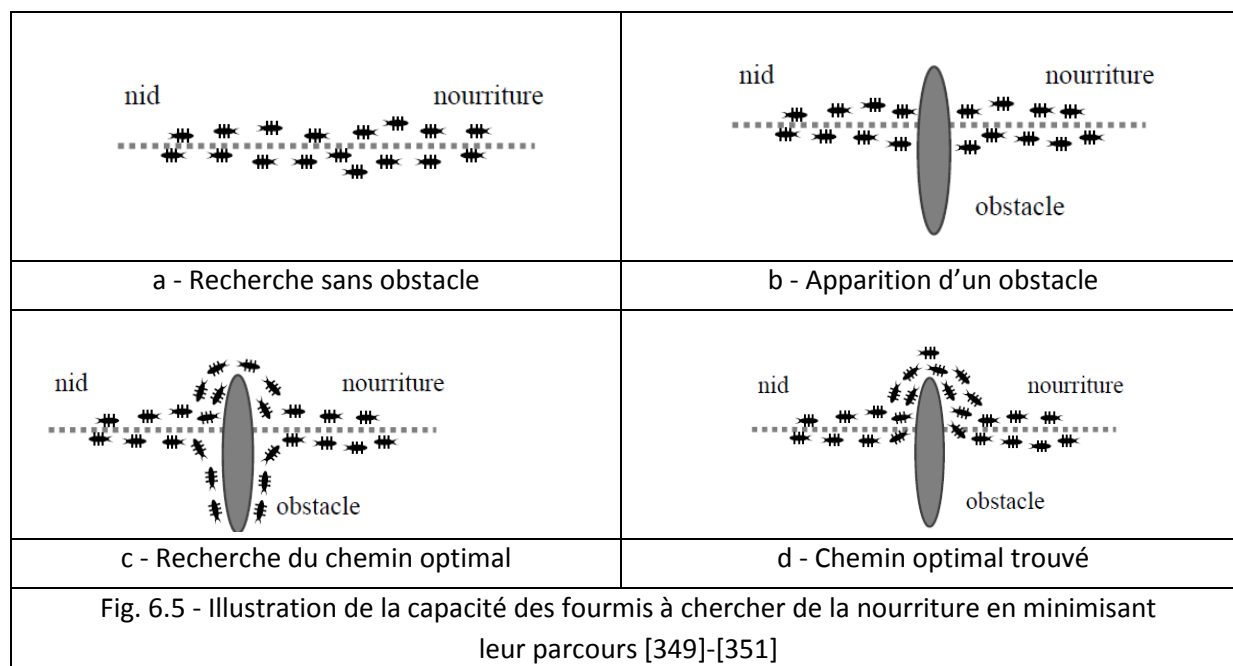 nid nourriture
a - Recherche sans obstacle
nid nourriture
obstacle
b - Apparition d’un obstacle
nid nourriture
obstacle
c - Recherche du chemin optimal
nid nourriture
obstacle
d - Chemin optimal trouvé
Fig. 6.5 - Illustration de la capacité des fourmis à chercher de la nourriture en minimisant
leur parcours [349]-[351]